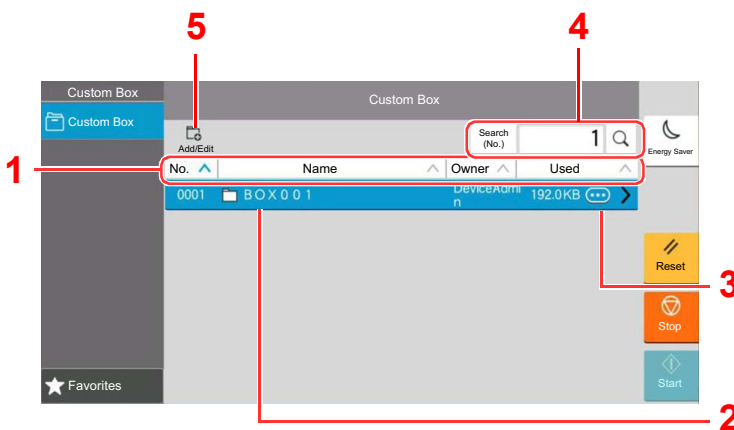 5
4
Custom Box
Custom Box
Custom Box
Add/Edit
Search
(No.)
1
Energy Saver
1
No. Name Owner Used
0001 BOX001 DeviceAdmi
n 192.0KB
Reset
3
Stop
Favorites
Start
2